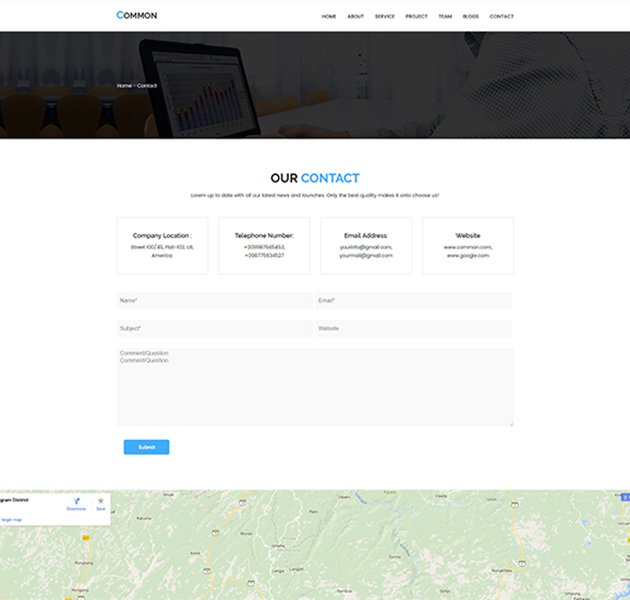 COMMON
HOME ABOUT SERVICE PROJECT TEAM BLOGS CONTACT
Home - Contact
OUR CONTACT
Lorem up to date with all our latest news and launches. Only the best quality makes it onto choose us!
Company Location :
Street 100/45, Flat-103, US,
America
Telephone Number:
+009987645453,
+098775834527
Email Address:
yourinfo@gmail.com,
yourmail@gmail.com
Website
www.common.com,
www.google.com
Name* Email*
Subject* Website
Comment/Question
Comment/Question
Submit
gram District
Directions Save
larger map